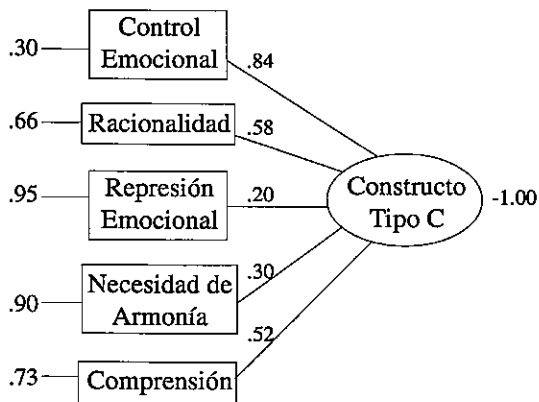 Control
.30
Emocional
.84
.66
Racionalidad
.58
.95
Represión
Emocional
.20
Constructo
Tipo C
-1.00
.30
.90
Necesidad de
Armonía
.52
.73
Comprensión